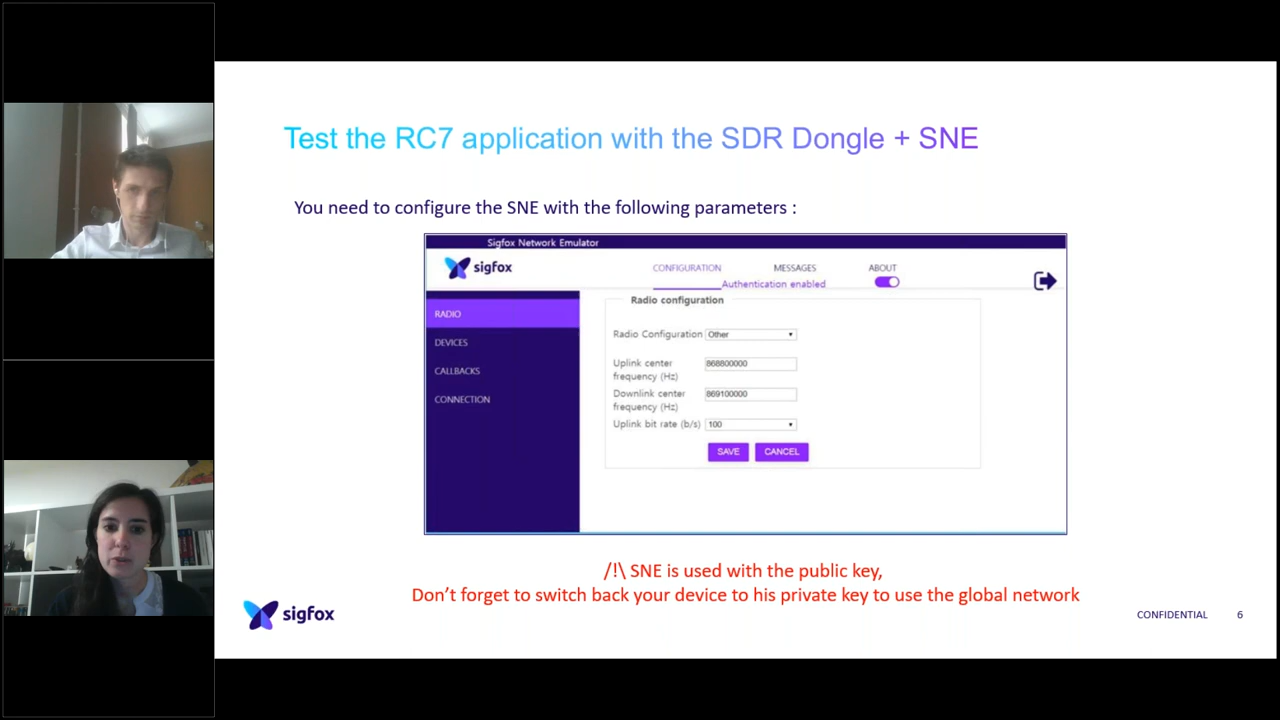 Test the RC7 application with the SDR Dongle + SNE
You need to configure the SNE with the following parameters :
Sigfox Network Emulator
sigfox
CONFIGURATION
MESSAGES
ABOUT
Authentication enabled
RADIO
DEVICES
CALLBACKS
CONNECTION
Radio configuration
Radio Configuration Other
Uplink center
frequency (Hz)
868800000
Downlink center
frequency (Hz)
869100000
Uplink bit rate (b/s) 100
SAVE
CANCEL
/!\ SNE is used with the public key,
Don’t forget to switch back your device to his private key to use the global network
sigfox
CONFIDENTIAL
6